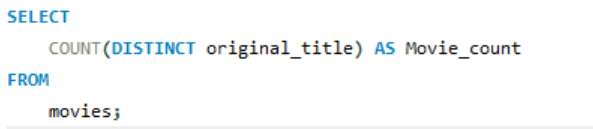 SELECT
    COUNT(DISTINCT original_title) AS Movie_count
FROM
    movies;